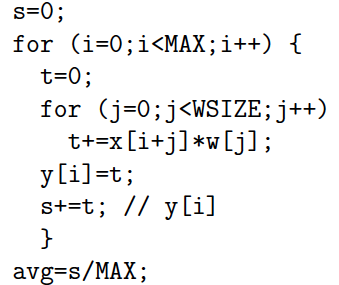 s=0;
for (i=0;i<MAX;i++) {
  t=0;
  for (j=0;j<WSIZE;j++)
    t+=x[i+j]*w[j];
  y[i]=t;
  s+=t; // y[i]
  }
avg=s/MAX;